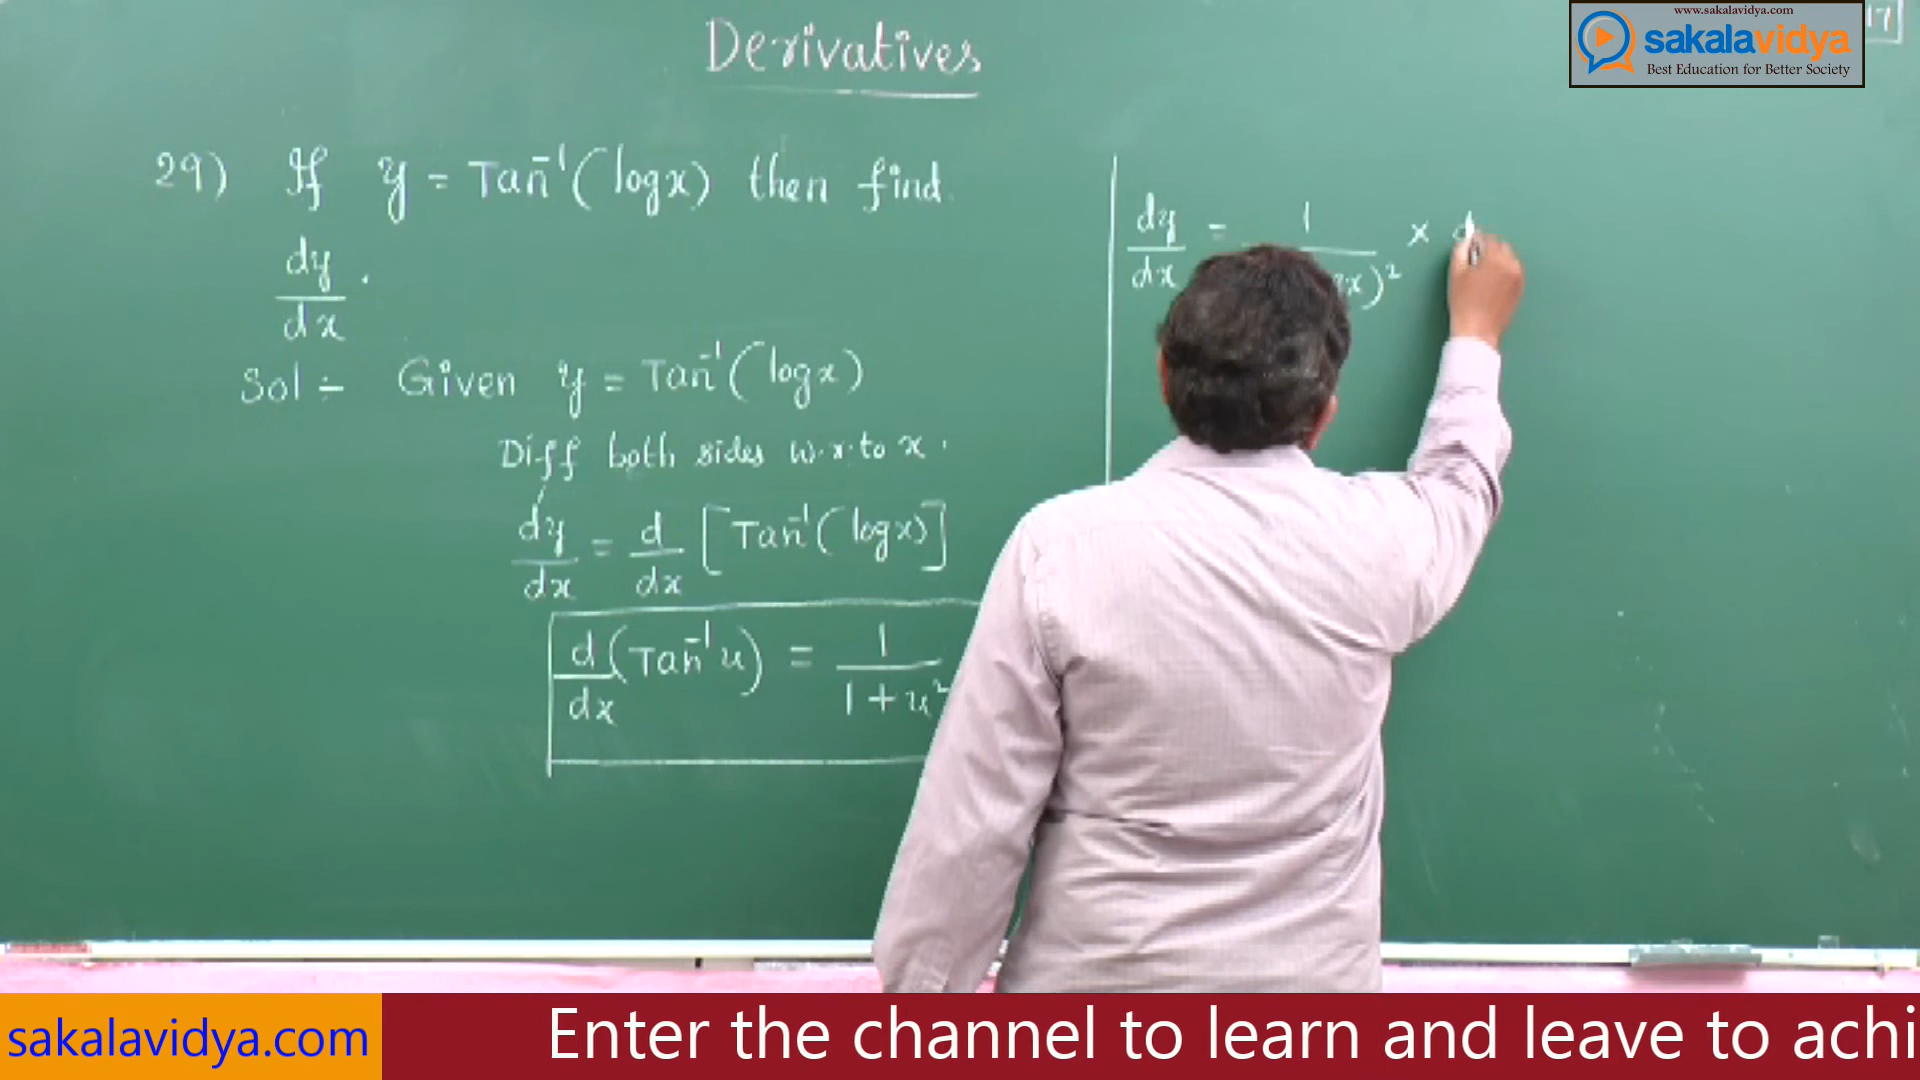 Derivatives
www.sakalavidya.com
sakalavidya
Best Education for Better Society
17
29) If y = Tan⁻¹(logx) then find
dy/dx .
Sol :- Given y = Tan⁻¹(logx)
Diff both sides w.r.to x.
dy/dx = d/dx [Tan⁻¹(logx)]
d/dx (Tan⁻¹u) = 1/1+u²
dy/dx = 1/ x)² × d
sakalavidya.com
Enter the channel to learn and leave to achi